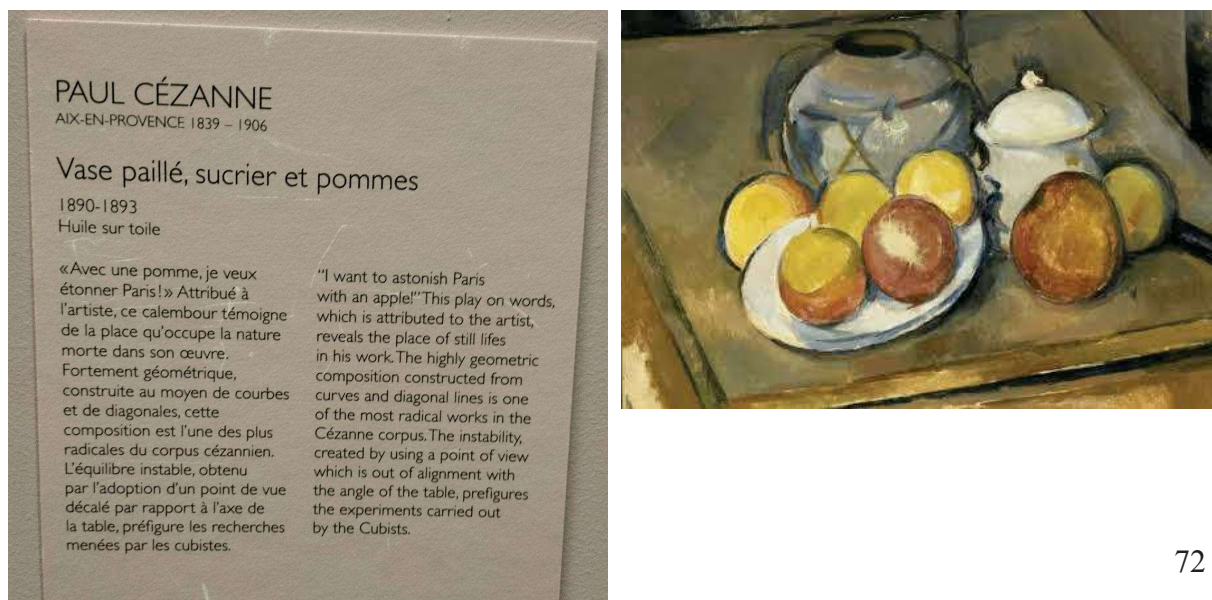 PAUL CÉZANNE
AIX-EN-PROVENCE 1839 – 1906
Vase paillé, sucrier et pommes
1890-1893
Huile sur toile
«Avec une pomme, je veux
étonner Paris!» Attribué à
l'artiste, ce calembour témoigne
de la place qu'occupe la nature
morte dans son œuvre.
Fortement géométrique,
construite au moyen de courbes
et de diagonales, cette
composition est l'une des plus
radicales du corpus cézannien.
L'équilibre instable, obtenu
par l'adoption d'un point de vue
décalé par rapport à l'axe de
la table, préfigure les recherches
menées par les cubistes.
"I want to astonish Paris
with an apple!" This play on words,
which is attributed to the artist,
reveals the place of still lifes
in his work. The highly geometric
composition constructed from
curves and diagonal lines is one
of the most radical works in the
Cézanne corpus. The instability,
created by using a point of view
which is out of alignment with
the angle of the table, prefigures
the experiments carried out
by the Cubists.
72